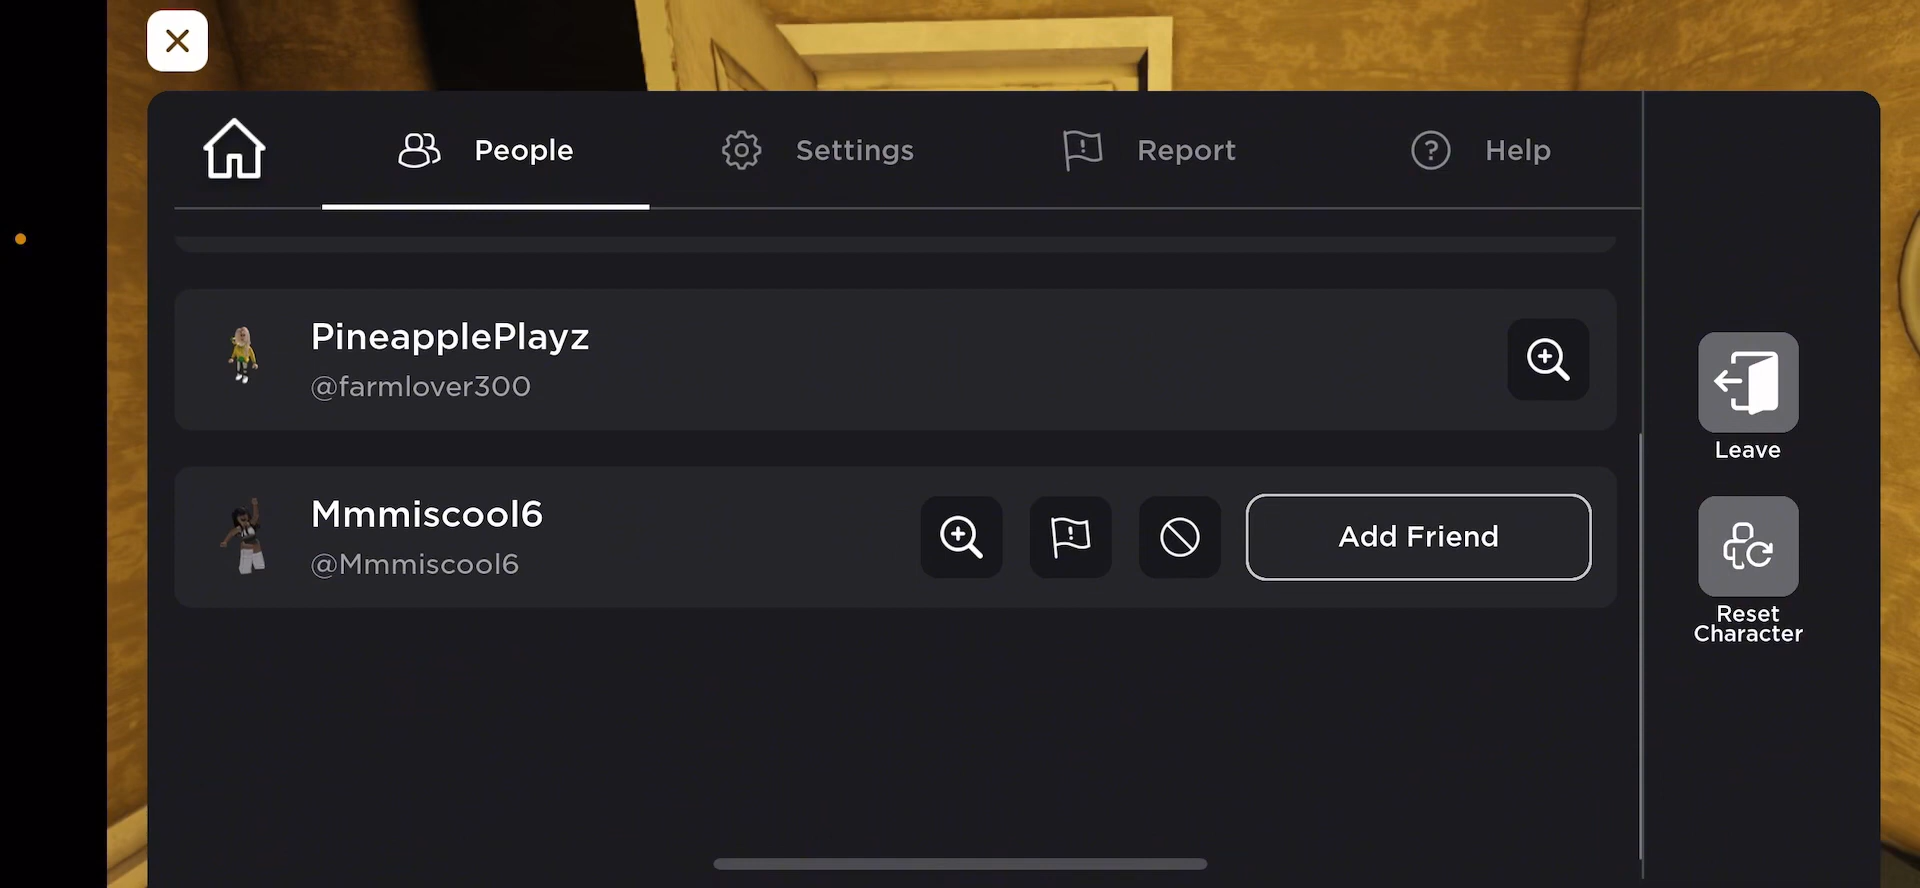 People
Settings
Report
Help
PineapplePlayz
@farmlover300
Mmmiscool6
@Mmmiscool6
Add Friend
Leave
Reset
Character